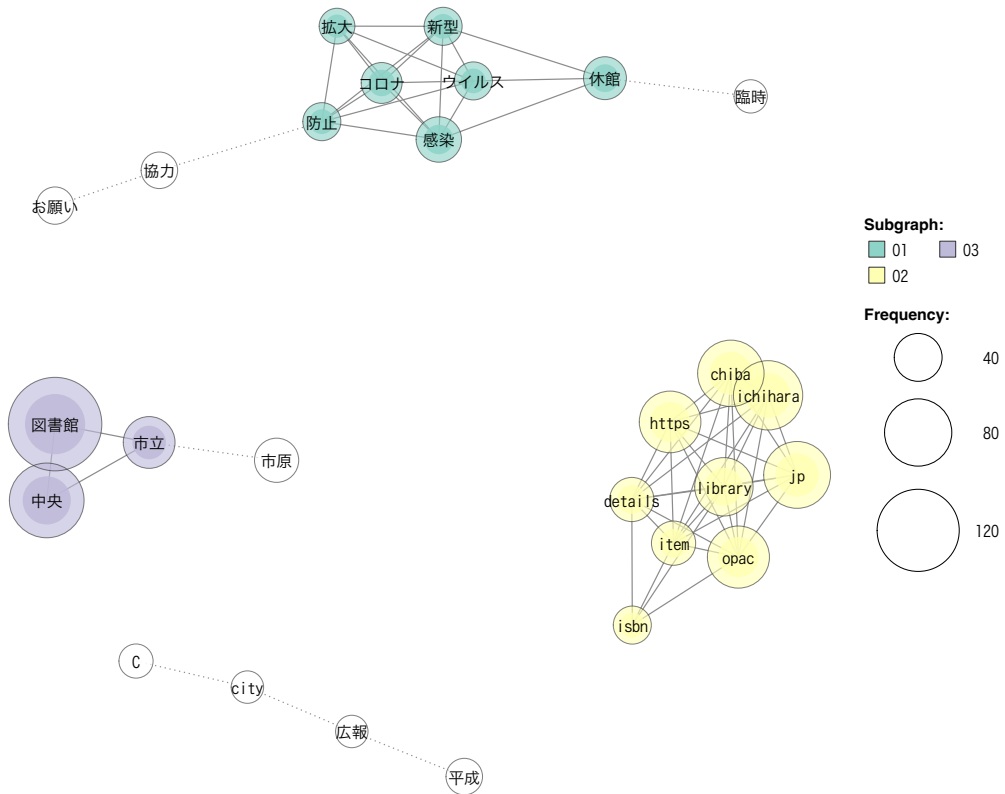 拡大
新型
コロナ
ウイルス
休館
臨時
防止
感染
協力
お願い
Subgraph:
01
03
02
Frequency:
40
80
120
chiba
ichihara
https
jp
library
details
item
opac
isbn
図書館
市立
市原
中央
C
city
広報
平成